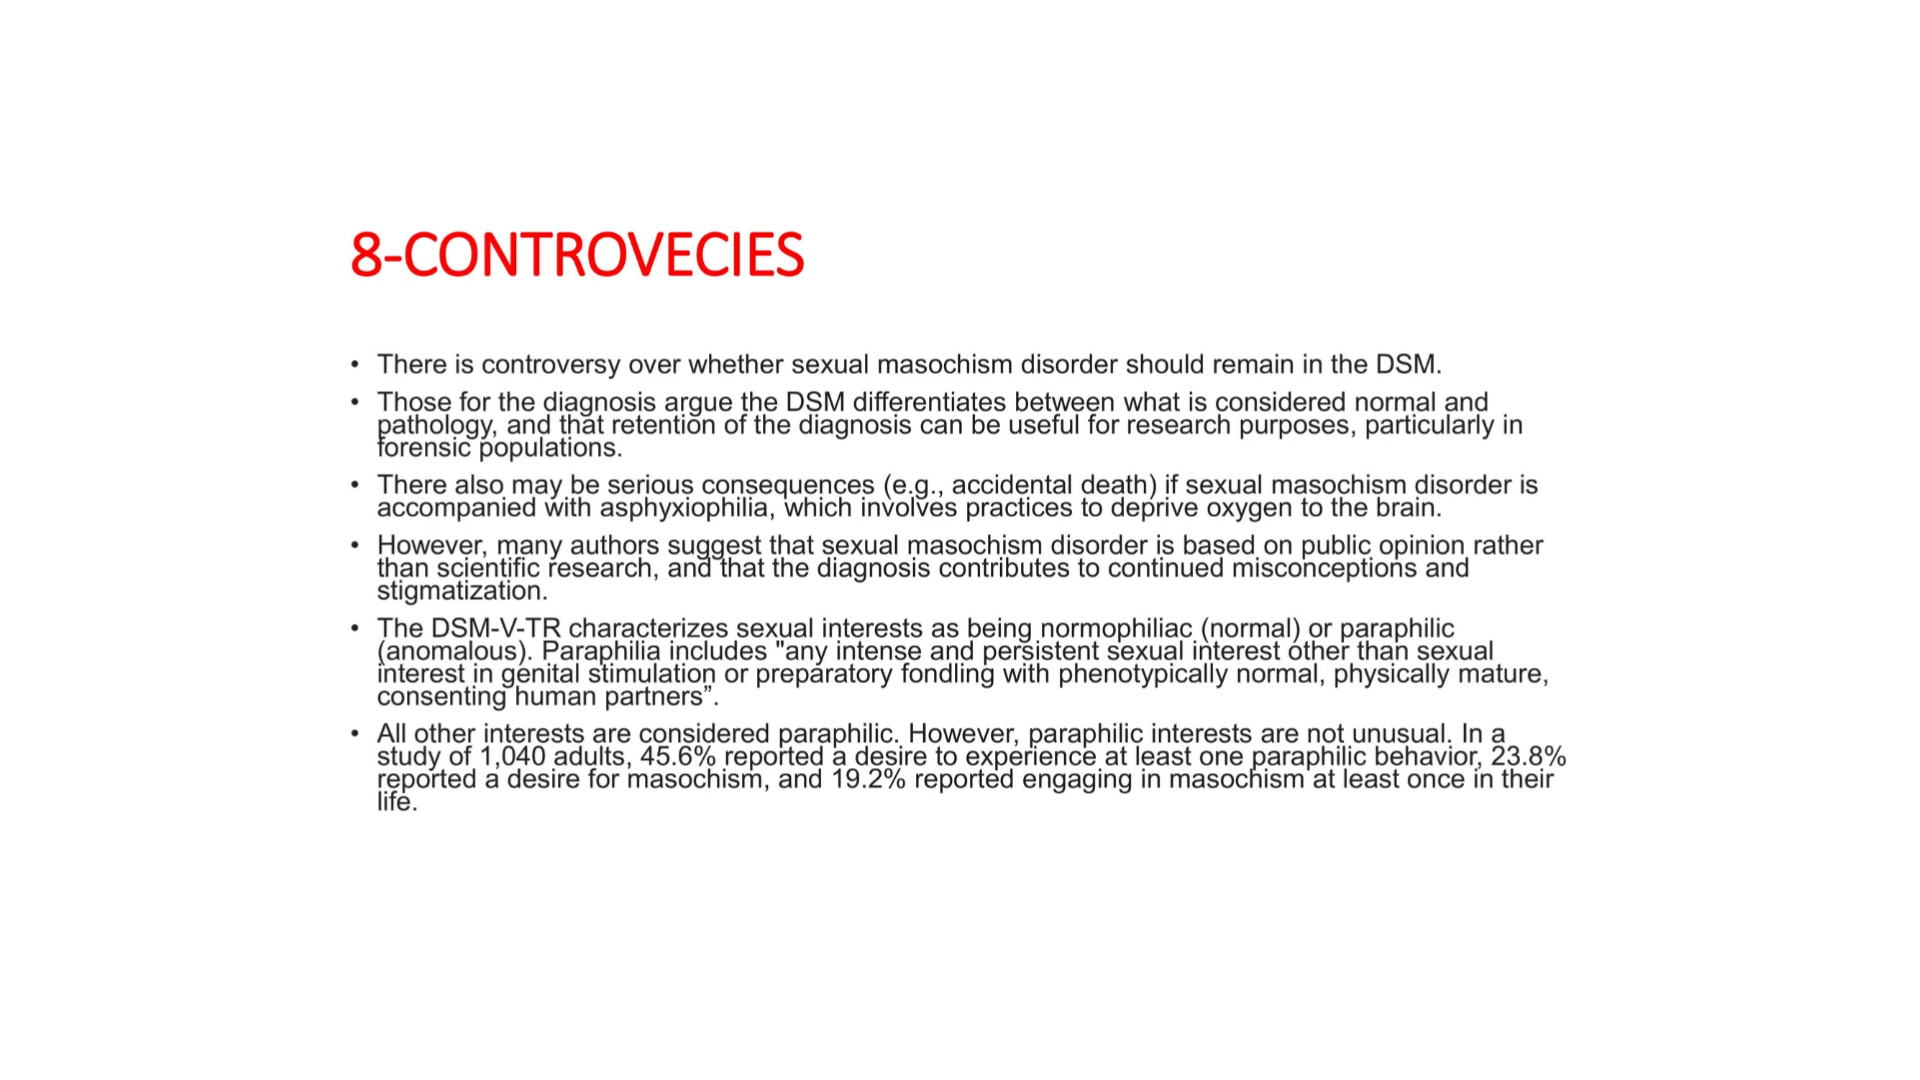 8-CONTROVECIES
• There is controversy over whether sexual masochism disorder should remain in the DSM.
• Those for the diagnosis argue the DSM differentiates between what is considered normal and
pathology, and that retention of the diagnosis can be useful for research purposes, particularly in
forensic populations.
• There also may be serious consequences (e.g., accidental death) if sexual masochism disorder is
accompanied with asphyxiophilia, which involves practices to deprive oxygen to the brain.
• However, many authors suggest that sexual masochism disorder is based on public opinion rather
than scientific research, and that the diagnosis contributes to continued misconceptions and
stigmatization.
• The DSM-V-TR characterizes sexual interests as being normophiliac (normal) or paraphilic
(anomalous). Paraphilia includes "any intense and persistent sexual interest other than sexual
interest in genital stimulation or preparatory fondling with phenotypically normal, physically mature,
consenting human partners”.
• All other interests are considered paraphilic. However, paraphilic interests are not unusual. In a
study of 1,040 adults, 45.6% reported a desire to experience at least one paraphilic behavior, 23.8%
reported a desire for masochism, and 19.2% reported engaging in masochism at least once in their
life.